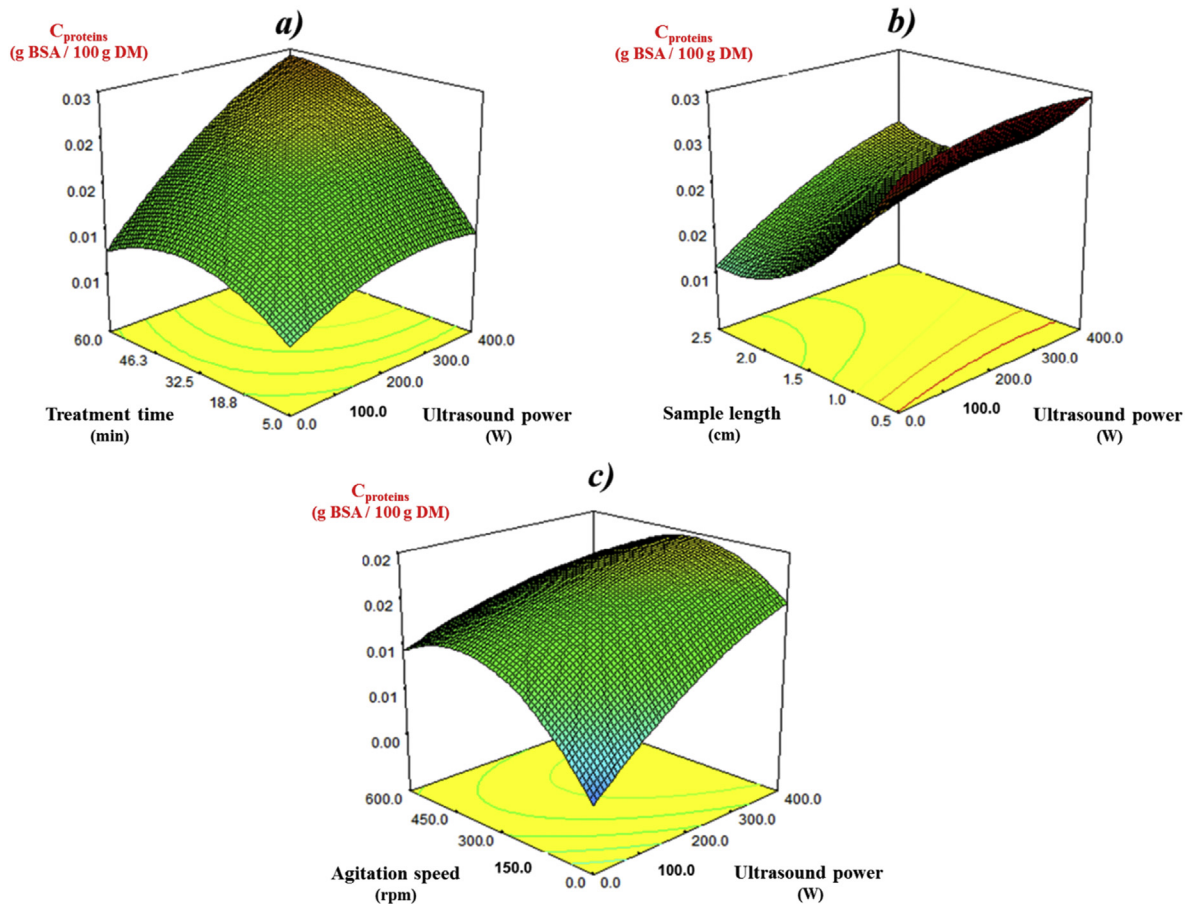 a)
C proteins
(g BSA / 100 g DM)
0.03
0.02
0.02
0.01
0.01
60.0
46.3
32.5
18.8
5.0
0.0
100.0
200.0
300.0
400.0
Treatment time
(min)
Ultrasound power
(W)
b)
C proteins
(g BSA / 100 g DM)
0.03
0.03
0.02
0.02
0.01
2.5
2.0
1.5
1.0
0.5
0.0
100.0
200.0
300.0
400.0
Sample length
(cm)
Ultrasound power
(W)
c)
C proteins
(g BSA / 100 g DM)
0.02
0.02
0.01
0.01
0.00
600.0
450.0
300.0
150.0
0.0
0.0
100.0
200.0
300.0
400.0
Agitation speed
(rpm)
Ultrasound power
(W)